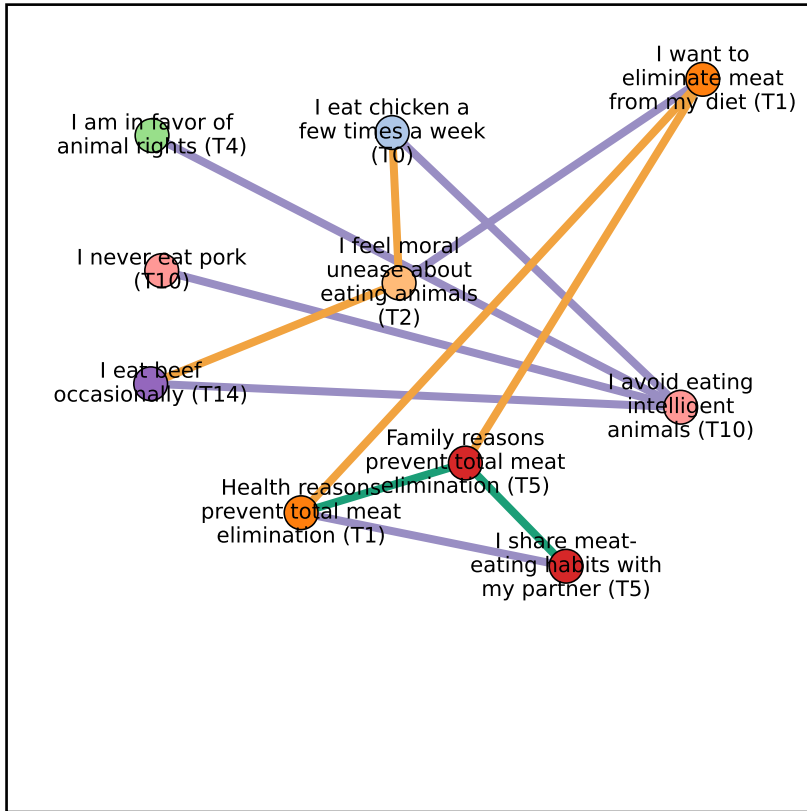 I want to
eliminate meat
from my diet (T1)
I eat chicken a
few times a week
(T0)
I am in favor of
animal rights (T4)
I feel moral
unease about
eating animals
(T2)
I never eat pork
(T10)
I eat beef
occasionally (T14)
I avoid eating
intelligent
animals (T10)
Family reasons
prevent total meat
elimination (T5)
Health reasons
prevent total meat
elimination (T1)
I share meat-
eating habits with
my partner (T5)